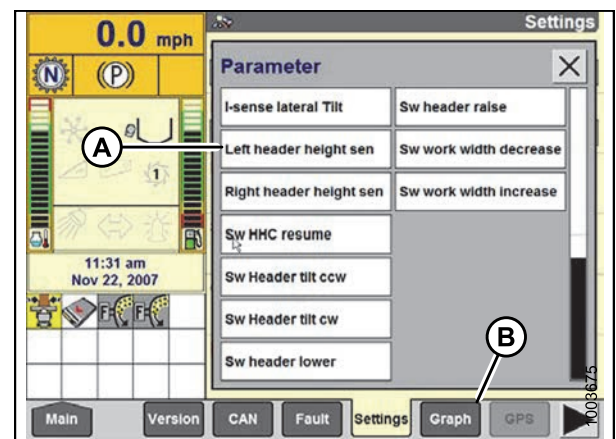 0.0 mph
Settings
N
(P)
Parameter
I-sense lateral Tilt
Sw header raise
A
Left header height sen
Sw work width decrease
1
Right header height sen
Sw work width increase
Sw HHC resume
11:31 am
Nov 22, 2007
Sw Header tilt ccw
F
F
Sw Header tilt cw
B
Sw header lower
1003675
Main
Version
CAN
Fault
Settings
Graph
GPS